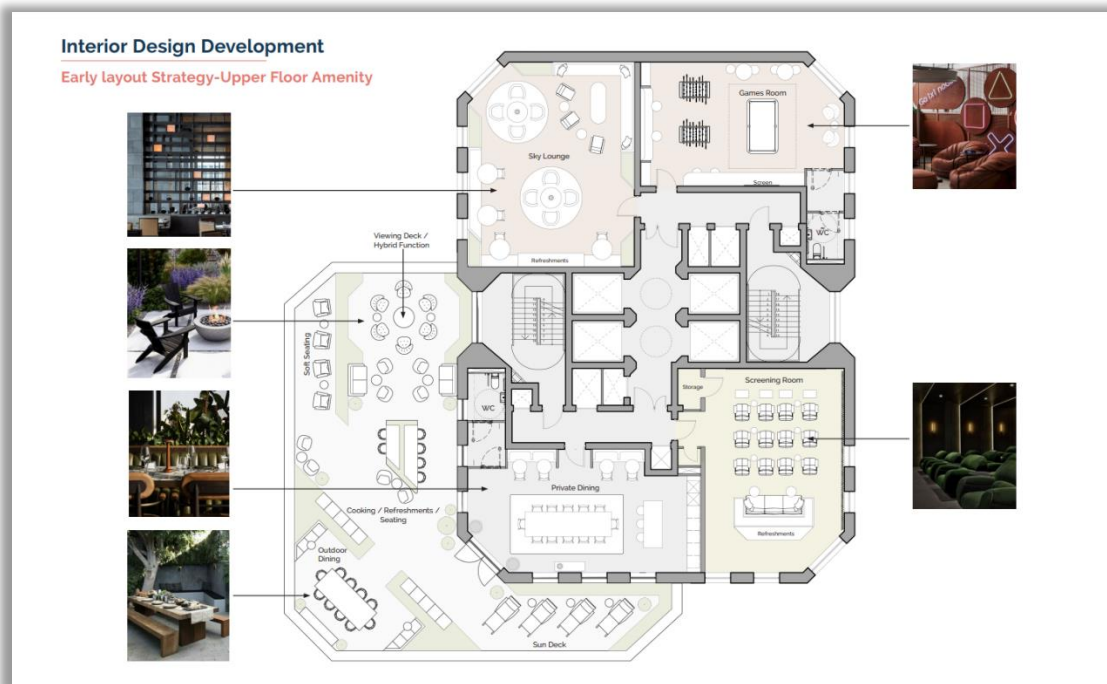 Interior Design Development
Early layout Strategy-Upper Floor Amenity
Games Room
Sky Lounge
Screen
WC
Viewing Deck /
Hybrid Function
Refreshments
Soft Seating
Storage
Screening Room
WC
Private Dining
Cooking / Refreshments /
Seating
Refreshments
Outdoor
Dining
Sun Deck